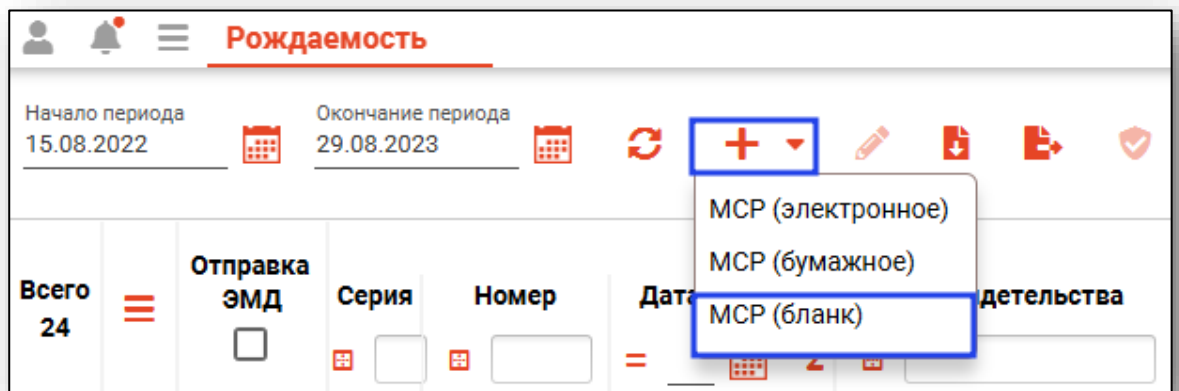 Рождаемость
Начало периода
Окончание периода
15.08.2022
29.08.2023
МСР (электронное)
МСР (бумажное)
МСР (бланк)
Всего
24
Отправка
ЭМД
Серия
Номер
Дат
детельства
=